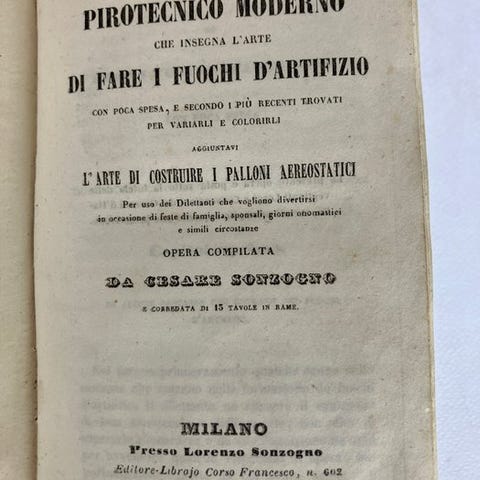 PIROTECNICO MODERNO
CHE INSEGNA L'ARTE
DI FARE I FUOCHI D'ARTIFIZIO
CON POCA SPESA, E SECONDO I PIÙ RECENTI TROVATI
PER VARIARLI E COLORIRLI
AGGIUNTAVI
L'ARTE DI COSTRUIRE I PALLONI AEREOSTATICI
Per uso dei Dilettanti che vogliono divertirsi
in occasione di feste di famiglia, sponsali, giorni onomastici
e simili circostanze
OPERA COMPILATA
DA CESARE SONZOGNO
E CORREDATA DI 15 TAVOLE IN RAME.
MILANO
Presso Lorenzo Sonzogno
Editore-Librajo Corso Francesco, n. 602